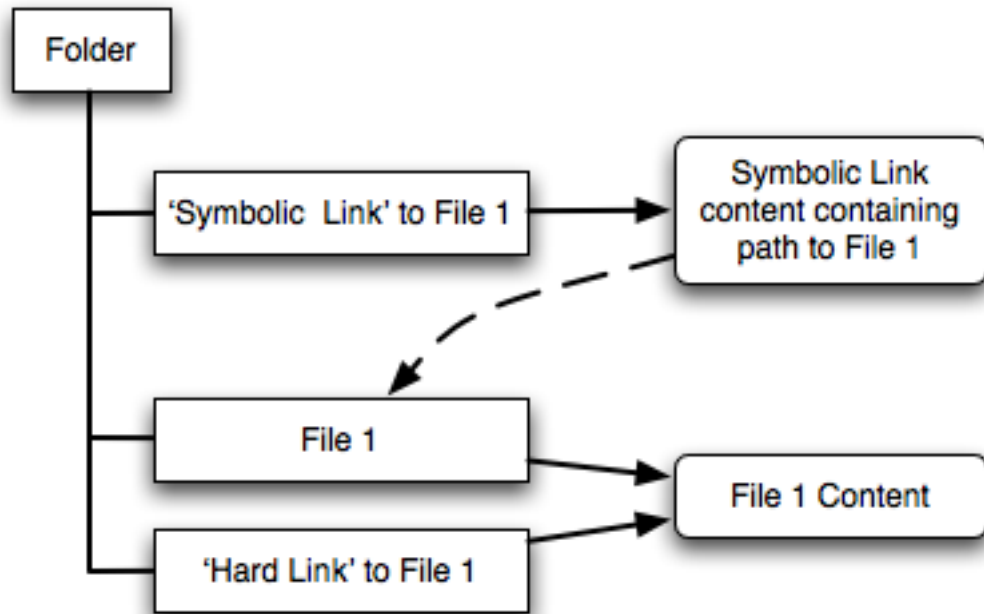 Folder
‘Symbolic Link’ to File 1
Symbolic Link
content containing
path to File 1
File 1
File 1 Content
‘Hard Link’ to File 1